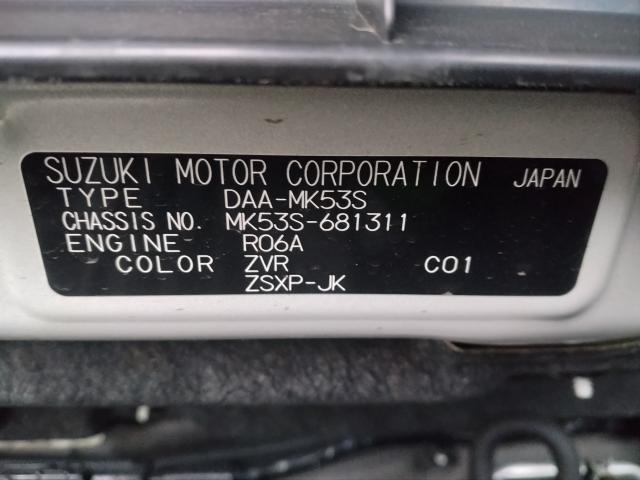 SUZUKI MOTOR CORPORATION JAPAN
TYPE DAA-MK53S
CHASSIS NO. MK53S-681311
ENGINE R06A
COLOR ZVR C01
ZSXP-JK